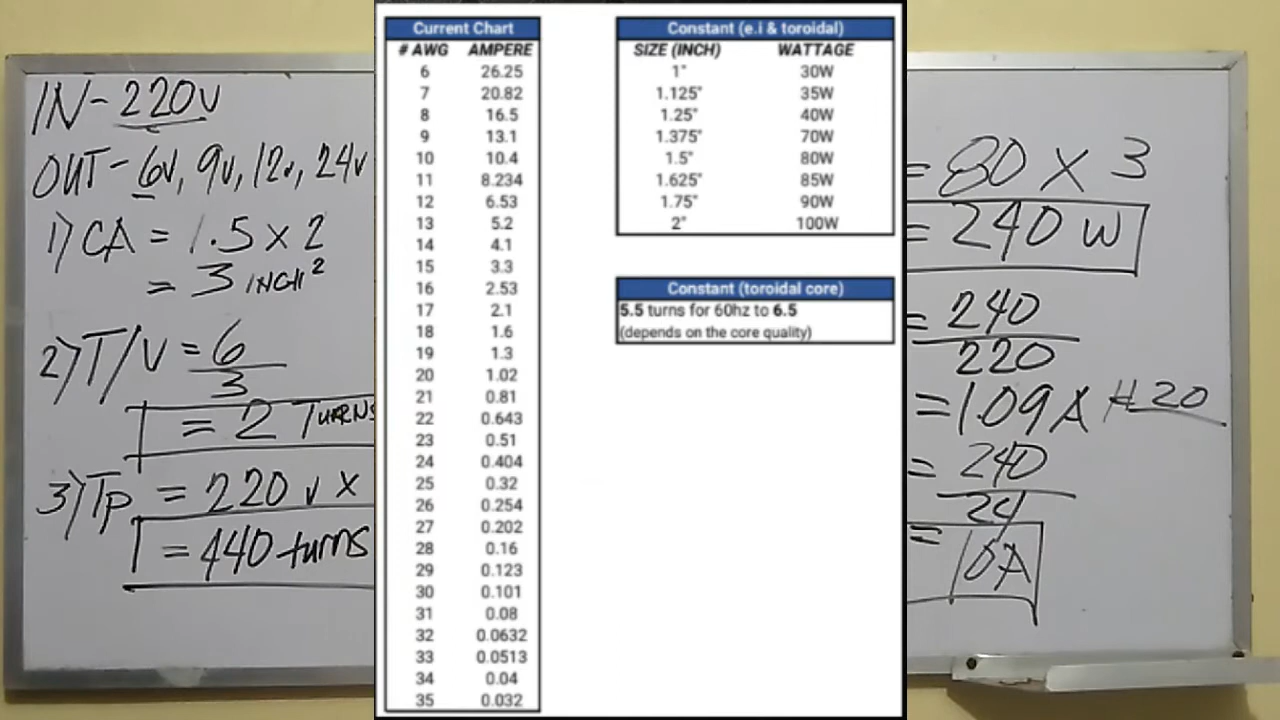 IN - 220V
OUT - 6V, 9V, 12V, 24V
1) CA = 1.5 X 2
= 3 INCH²
2) T/V = 6
3
= 2 TURNS
3) Tp = 220 V X
= 440 turns
Current Chart
# AWG AMPERE
6 26.25
7 20.82
8 16.5
9 13.1
10 10.4
11 8.234
12 6.53
13 5.2
14 4.1
15 3.3
16 2.53
17 2.1
18 1.6
19 1.3
20 1.02
21 0.81
22 0.643
23 0.51
24 0.404
25 0.32
26 0.254
27 0.202
28 0.16
29 0.123
30 0.101
31 0.08
32 0.0632
33 0.0513
34 0.04
35 0.032
Constant (e.i & toroidal)
SIZE (INCH) WATTAGE
1" 30W
1.125" 35W
1.25" 40W
1.375" 70W
1.5" 80W
1.625" 85W
1.75" 90W
2" 100W
Constant (toroidal core)
5.5 turns for 60hz to 6.5
(depends on the core quality)
= 80 X 3
= 240 W
= 240
220
= 1.09A #20
= 240
24
= 10A